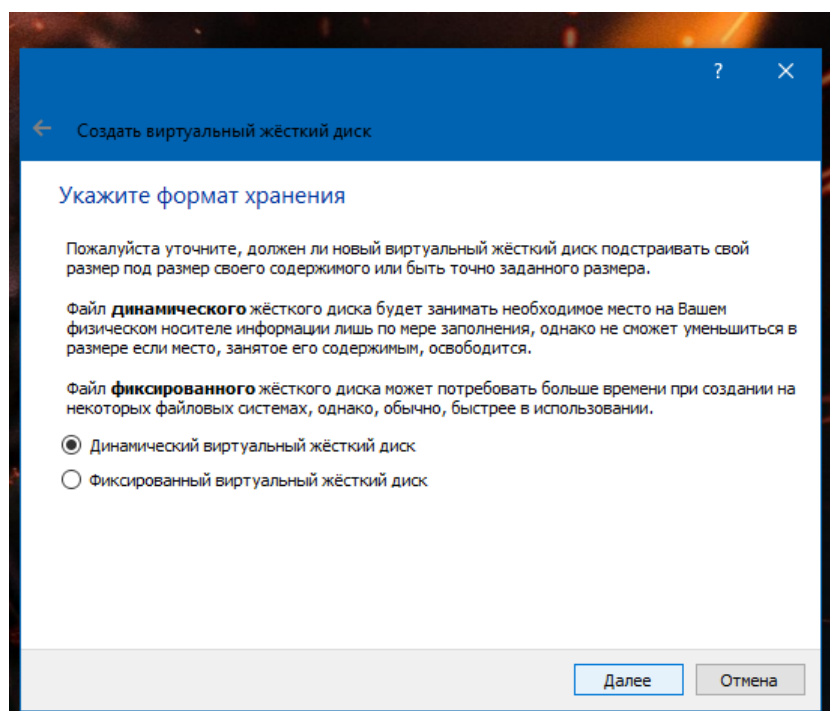 ?
Создать виртуальный жёсткий диск
Укажите формат хранения
Пожалуйста уточните, должен ли новый виртуальный жёсткий диск подстраивать свой
размер под размер своего содержимого или быть точно заданного размера.
Файл динамического жёсткого диска будет занимать необходимое место на Вашем
физическом носителе информации лишь по мере заполнения, однако не сможет уменьшиться в
размере если место, занятое его содержимым, освободится.
Файл фиксированного жёсткого диска может потребовать больше времени при создании на
некоторых файловых системах, однако, обычно, быстрее в использовании.
Динамический виртуальный жёсткий диск
Фиксированный виртуальный жёсткий диск
Далее
Отмена